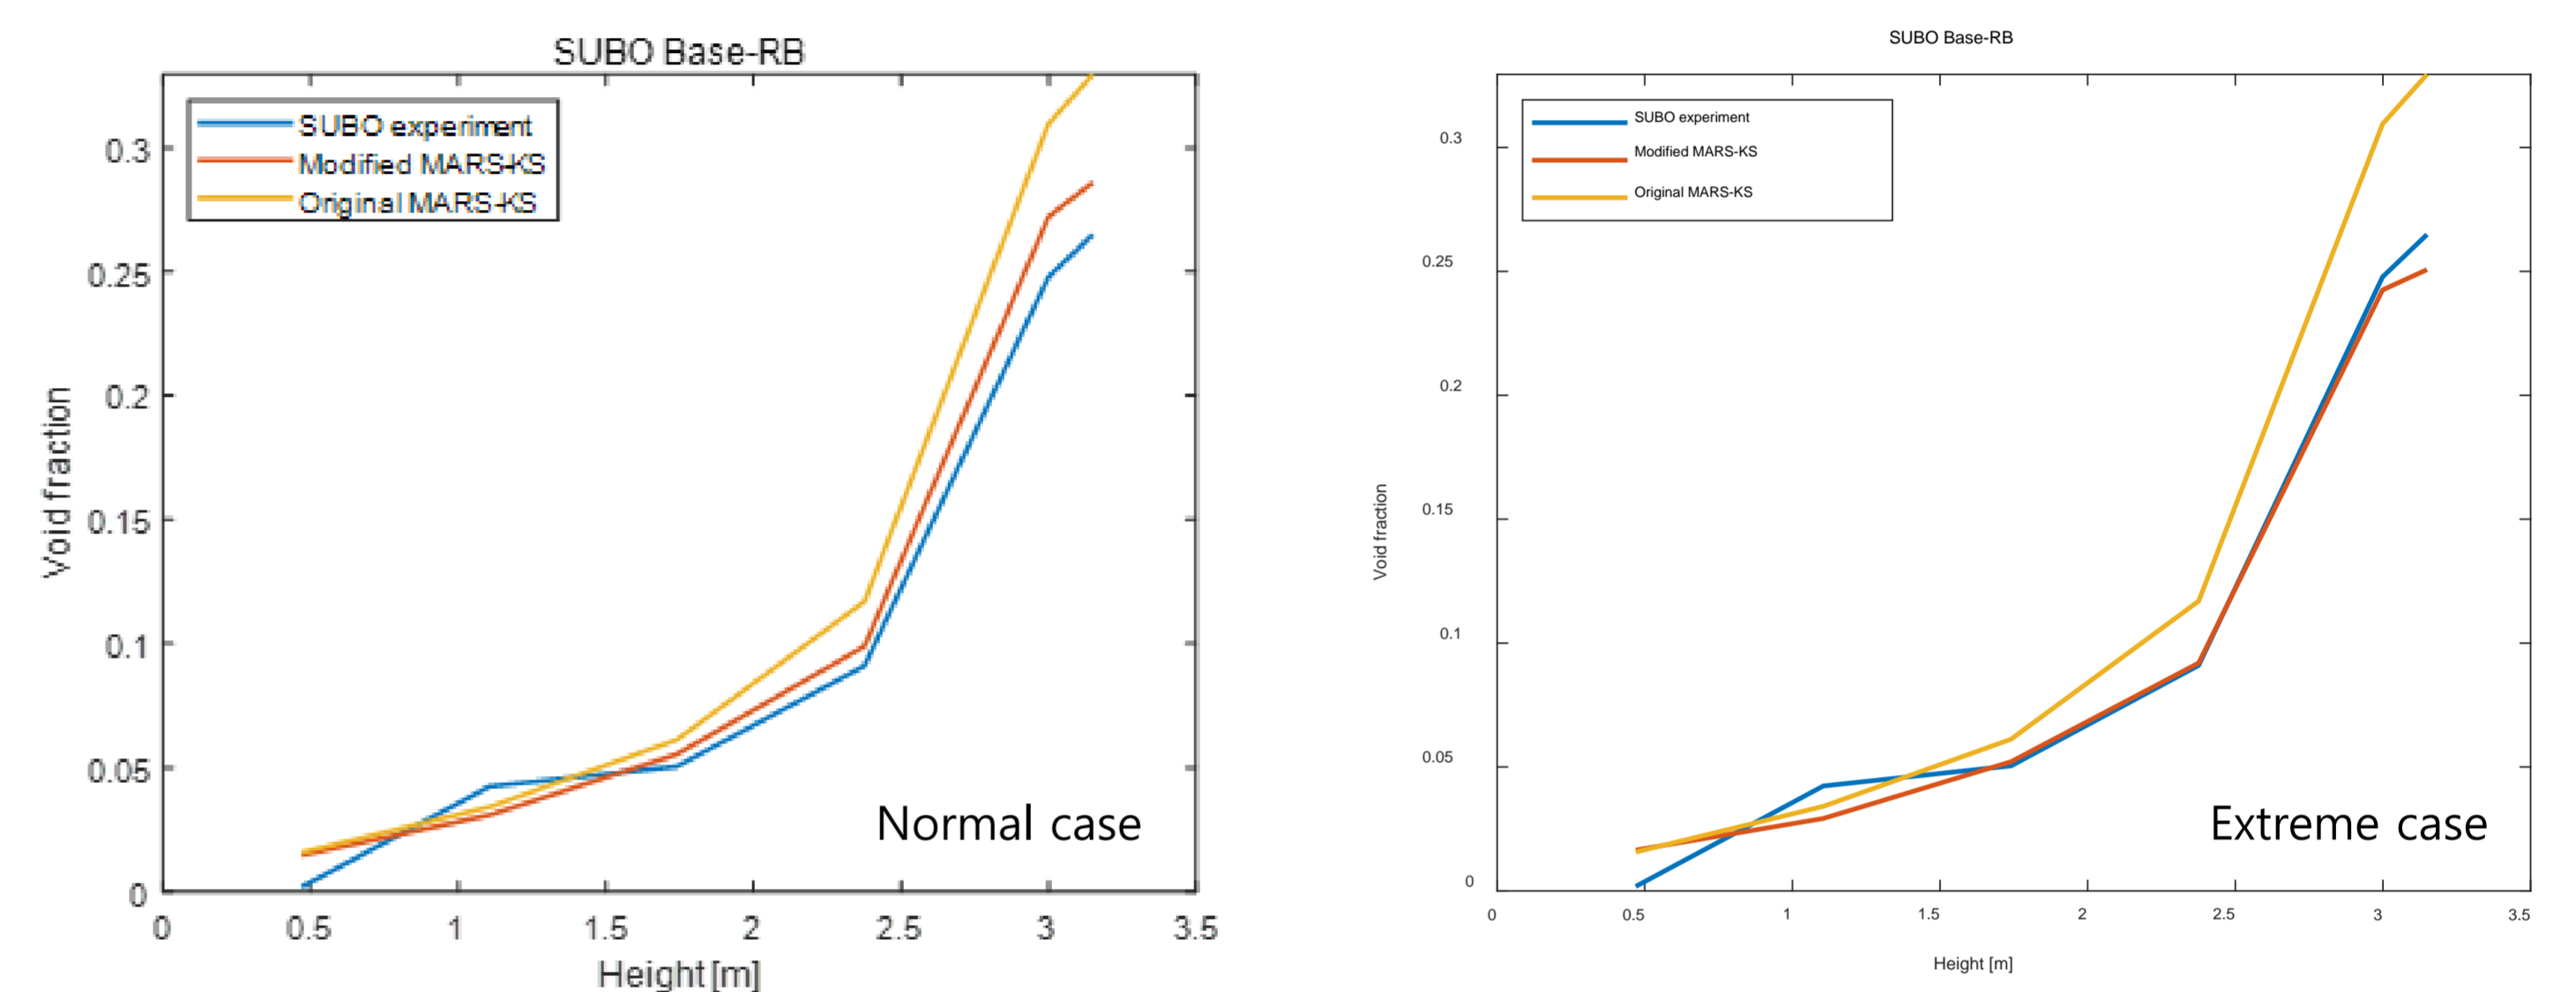 SUBO Base-RB
SUBO experiment
Modified MARS-KS
Original MARS-KS
0.3
0.25
0.2
0.15
0.1
0.05
0
Void fraction
0
0.5
1
1.5
2
2.5
3
3.5
Height [m]
Normal case
SUBO Base-RB
SUBO experiment
Modified MARS-KS
Original MARS-KS
0.3
0.25
0.2
0.15
0.1
0.05
0
Void fraction
0
0.5
1
1.5
2
2.5
3
3.5
Height [m]
Extreme case